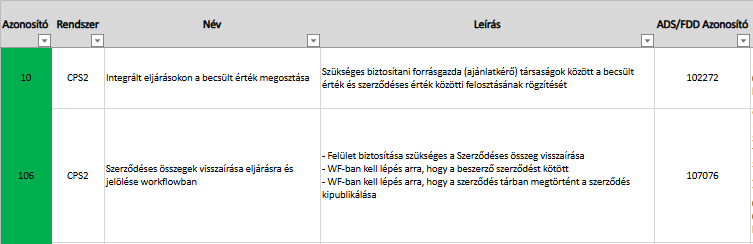 Azonosító Rendszer Név Leírás ADS/FDD Azonosító
10 CPS2 Integrált eljárásokon a becsült érték megosztása Szükséges biztosítani forrásgazda (ajánlatkérő) társaságok között a becsült 102272
érték és szerződéses érték közötti felosztásának rögzítését
106 CPS2 Szerződéses összegek visszaírása eljárásra és 107076
jelölése workflowban
- Felület biztosítása szükséges a Szerződéses összeg visszaírása
- WF-ban kell lépés arra, hogy a beszerző szerződést kötött
- WF-ban kell lépés arra, hogy a szerződés tárban megtörtént a szerződés
kipublikálása